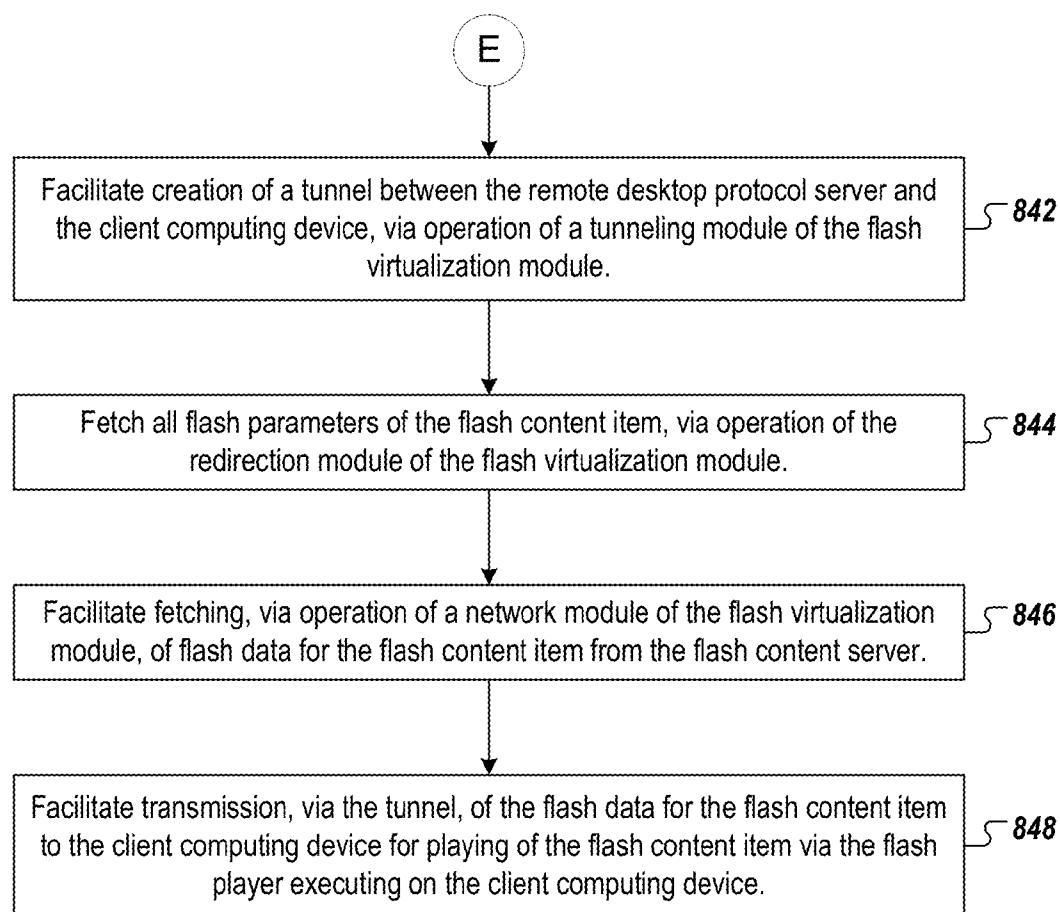 E
Facilitate creation of a tunnel between the remote desktop protocol server and
the client computing device, via operation of a tunneling module of the flash
virtualization module.
842
Fetch all flash parameters of the flash content item, via operation of the
redirection module of the flash virtualization module.
844
Facilitate fetching, via operation of a network module of the flash virtualization
module, of flash data for the flash content item from the flash content server.
846
Facilitate transmission, via the tunnel, of the flash data for the flash content item
to the client computing device for playing of the flash content item via the flash
player executing on the client computing device.
848